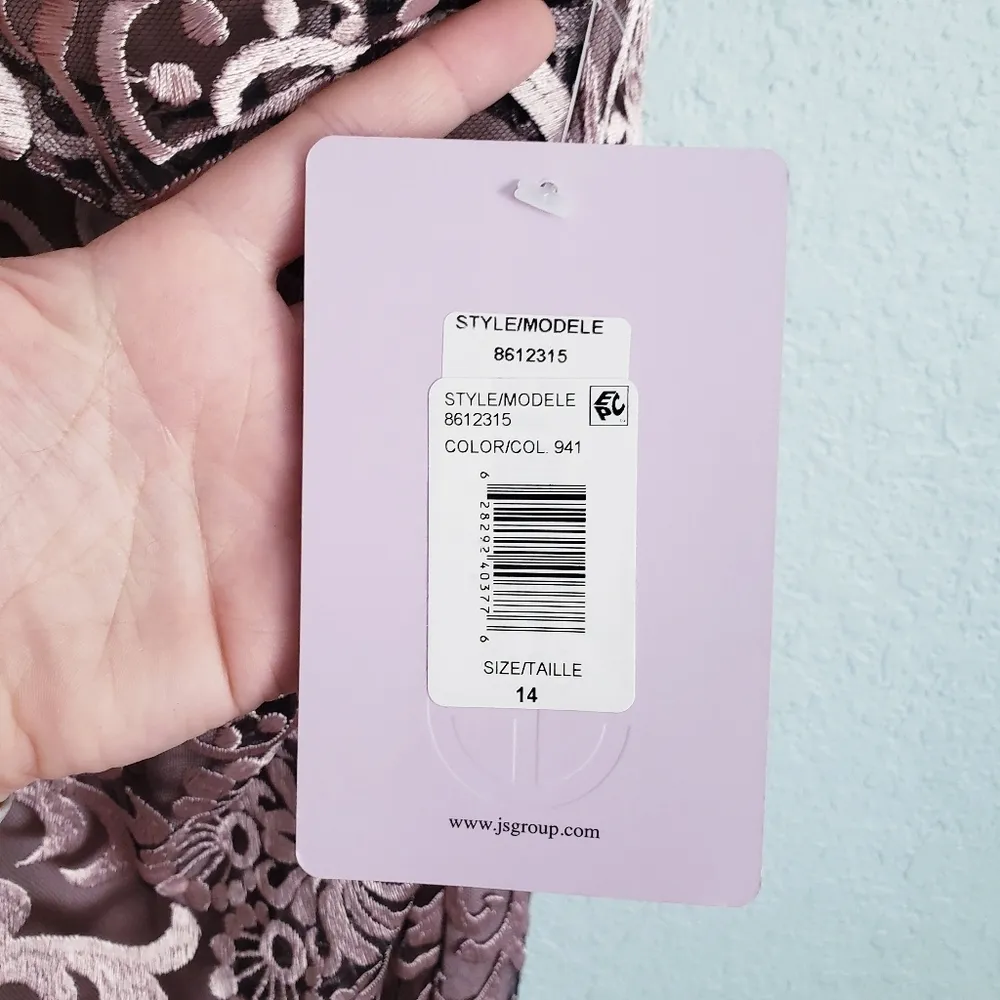 STYLE/MODELE
8612315
STYLE/MODELE
8612315
EPC
COLOR/COL. 941
6 28292 40377 6
SIZE/TAILLE
14
www.jsgroup.com